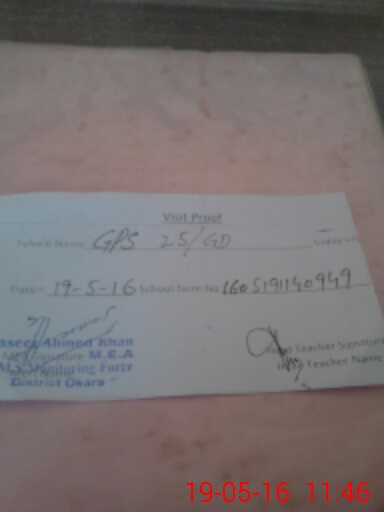 Visit Proof
School Name GPS 25/GD
Date: 19-5-16 School form No 1605191140949
Ahmed Khan
Signature M.E.A
Monitoring Force
District Okara
Teacher Signature
Teacher Name
19-05-16 11:46